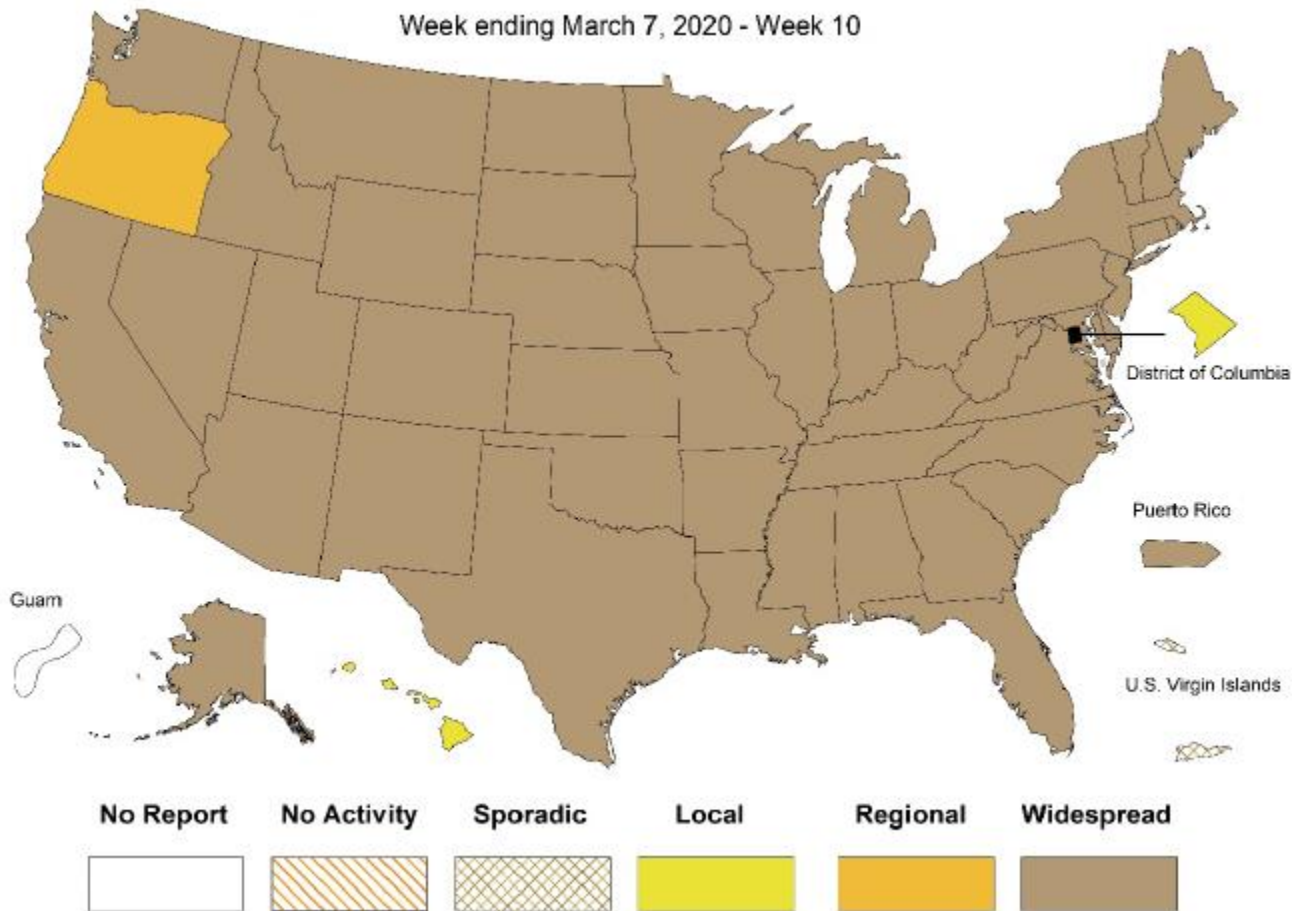 Week ending March 7, 2020 - Week 10
District of Columbia
Puerto Rico
Guam
U.S. Virgin Islands
No Report No Activity Sporadic Local Regional Widespread